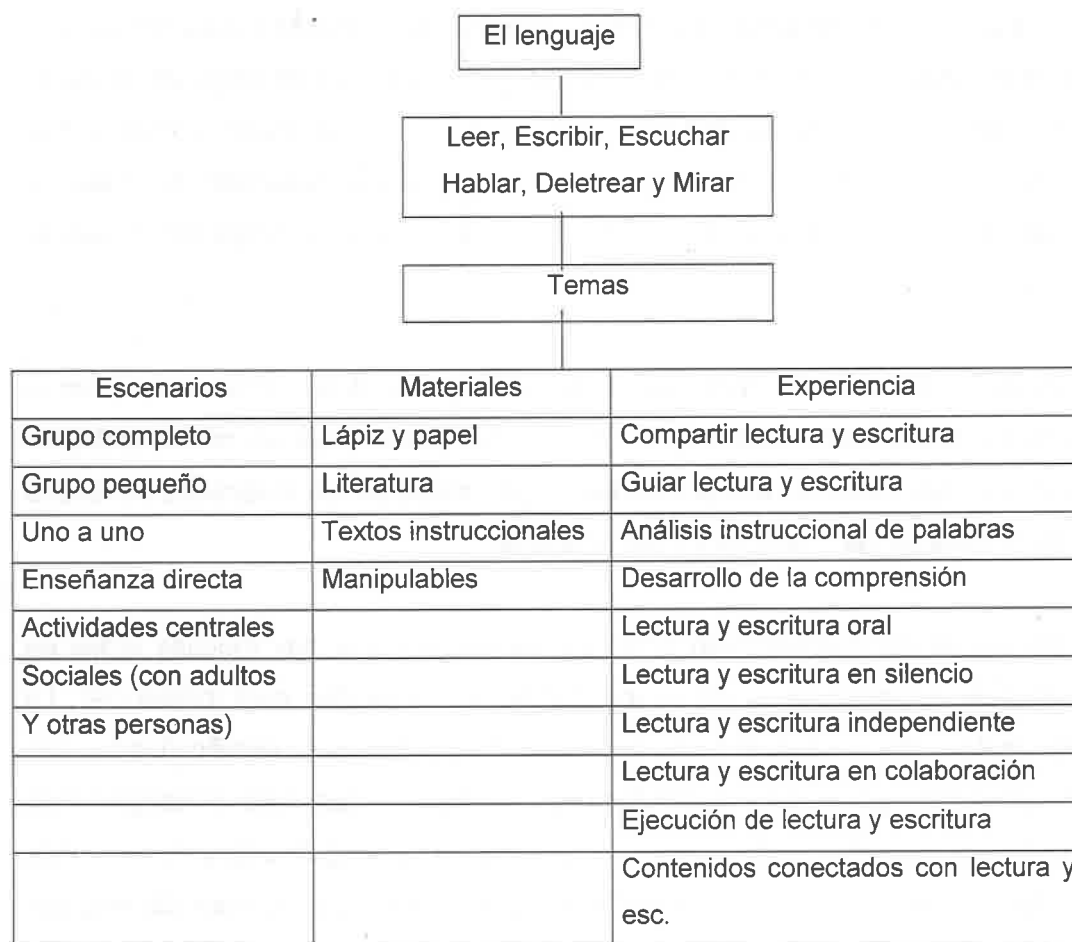 El lenguaje
Leer, Escribir, Escuchar
Hablar, Deletrear y Mirar
Temas
Escenarios Materiales Experiencia
Grupo completo Lápiz y papel Compartir lectura y escritura
Grupo pequeño Literatura Guiar lectura y escritura
Uno a uno Textos instruccionales Análisis instruccional de palabras
Enseñanza directa Manipulables Desarrollo de la comprensión
Actividades centrales Lectura y escritura oral
Sociales (con adultos Lectura y escritura en silencio
Y otras personas) Lectura y escritura independiente
Lectura y escritura en colaboración
Ejecución de lectura y escritura
Contenidos conectados con lectura y
esc.